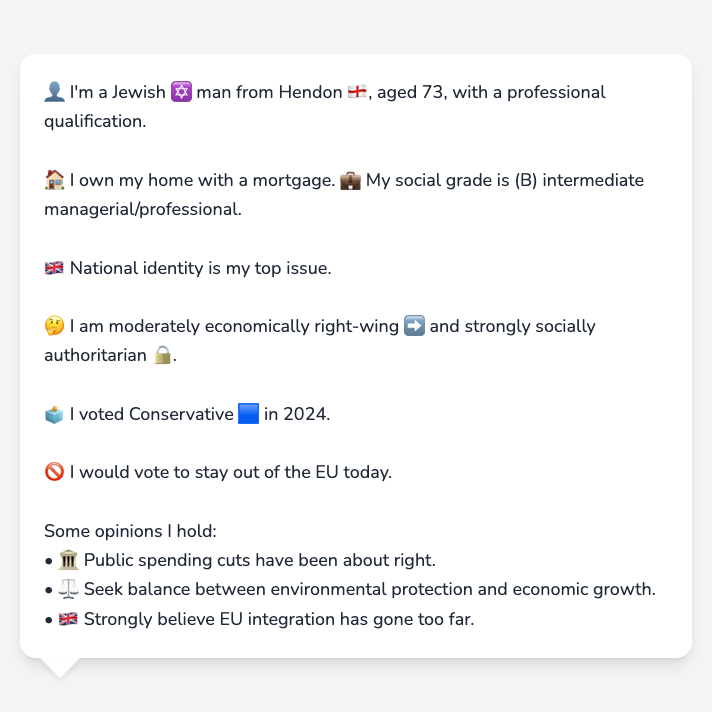 👤 I'm a Jewish ✡️ man from Hendon 🏴󠁧󠁢󠁥󠁮󠁧󠁿, aged 73, with a professional
qualification.
🏠 I own my home with a mortgage. 💼 My social grade is (B) intermediate
managerial/professional.
🇬🇧 National identity is my top issue.
🤔 I am moderately economically right-wing ➡️ and strongly socially
authoritarian 🔒.
🗳️ I voted Conservative 🟦 in 2024.
🚫 I would vote to stay out of the EU today.
Some opinions I hold:
• 🏛️ Public spending cuts have been about right.
• ⚖️ Seek balance between environmental protection and economic growth.
• 🇬🇧 Strongly believe EU integration has gone too far.